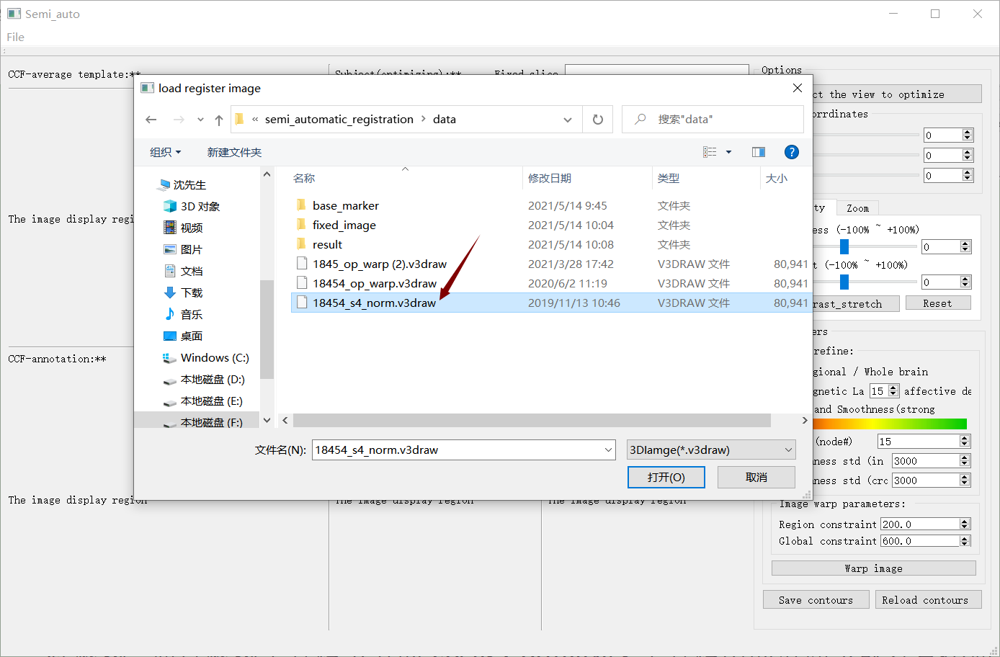 Semi_auto
File
CCF-average template:**
Subject(optimizing):**
Fixed slice
Options
load register image
« semi_automatic_registration › data
搜索"data"
组织
新建文件夹
名称 修改日期 类型 大小
base_marker 2021/5/14 9:45 文件夹
fixed_image 2021/5/14 10:04 文件夹
result 2021/5/14 10:08 文件夹
1845_op_warp (2).v3draw 2021/3/28 17:42 V3DRAW 文件 80,941
18454_op_warp.v3draw 2020/6/2 11:19 V3DRAW 文件 80,941
18454_s4_norm.v3draw 2019/11/13 10:46 V3DRAW 文件 80,941
沈先生
3D 对象
视频
图片
文档
下载
音乐
桌面
Windows (C:)
本地磁盘 (D:)
本地磁盘 (E:)
本地磁盘 (F:)
文件名(N):
18454_s4_norm.v3draw
3DIamge(*.v3draw)
打开(O)
取消
The image display regi
CCF-annotation:**
The image display region
The image display region
The image display region
ct the view to optimize
orrdinates
0
0
0
ty
Zoom
ess (-100% ~ +100%)
0
t (-100% ~ +100%)
0
rast_stretch
Reset
ers
refine:
gional / Whole brain
gnetic La 15 affective de
and Smoothness(strong
(node#) 15
ness std (in 3000
ness std (crc 3000
Image warp parameters:
Region constraint 200.0
Global constraint 600.0
Warp image
Save contours
Reload contours